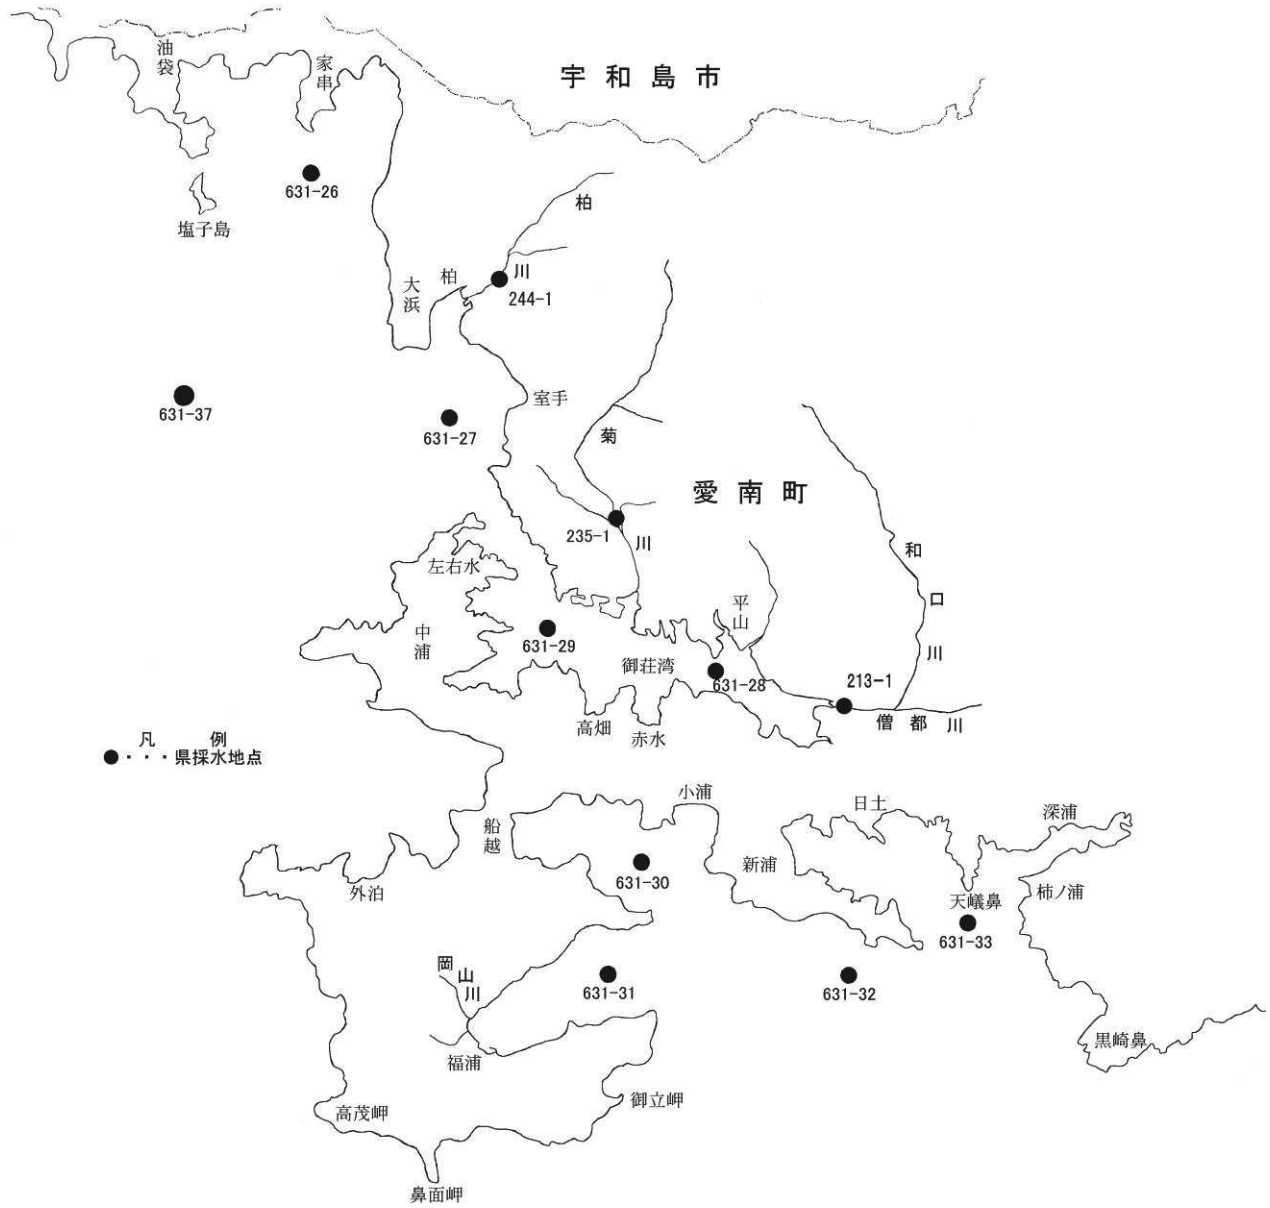 宇和島市
油袋
家串
631-26
塩子島
柏
川
244-1
柏
大浜
631-37
631-27
室手
菊
川
235-1
愛南町
和口川
左右水
中浦
631-29
平山
御荘湾
631-28
213-1
僧都川
高畑
赤水
凡例
●・・・県採水地点
船越
小浦
日土
深浦
631-30
新浦
外泊
天嶬鼻
柿ノ浦
631-33
岡山川
631-31
631-32
福浦
黒崎鼻
高茂岬
御立岬
鼻面岬